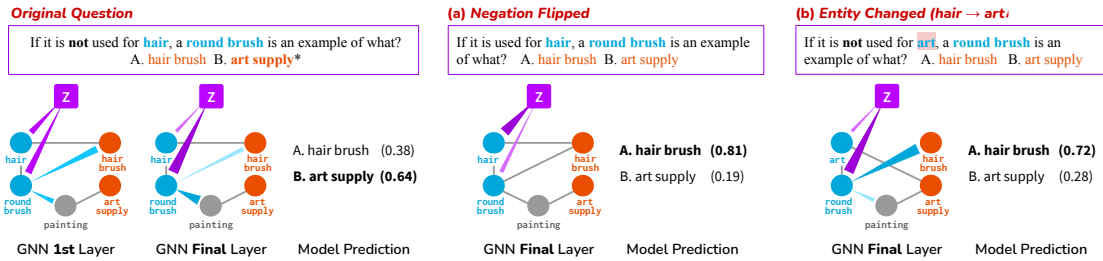 Original Question
If it is not used for hair, a round brush is an example of what?
A. hair brush B. art supply*
Z
hair
hair brush
round brush
art supply
painting
GNN 1st Layer
Z
hair
hair brush
round brush
art supply
painting
GNN Final Layer
A. hair brush (0.38)
B. art supply (0.64)
Model Prediction
(a) Negation Flipped
If it is used for hair, a round brush is an example
of what? A. hair brush B. art supply
Z
hair
hair brush
round brush
art supply
painting
GNN Final Layer
A. hair brush (0.81)
B. art supply (0.19)
Model Prediction
(b) Entity Changed (hair → art)
If it is not used for art, a round brush is an
example of what? A. hair brush B. art supply
Z
art
hair brush
round brush
art supply
painting
GNN Final Layer
A. hair brush (0.72)
B. art supply (0.28)
Model Prediction